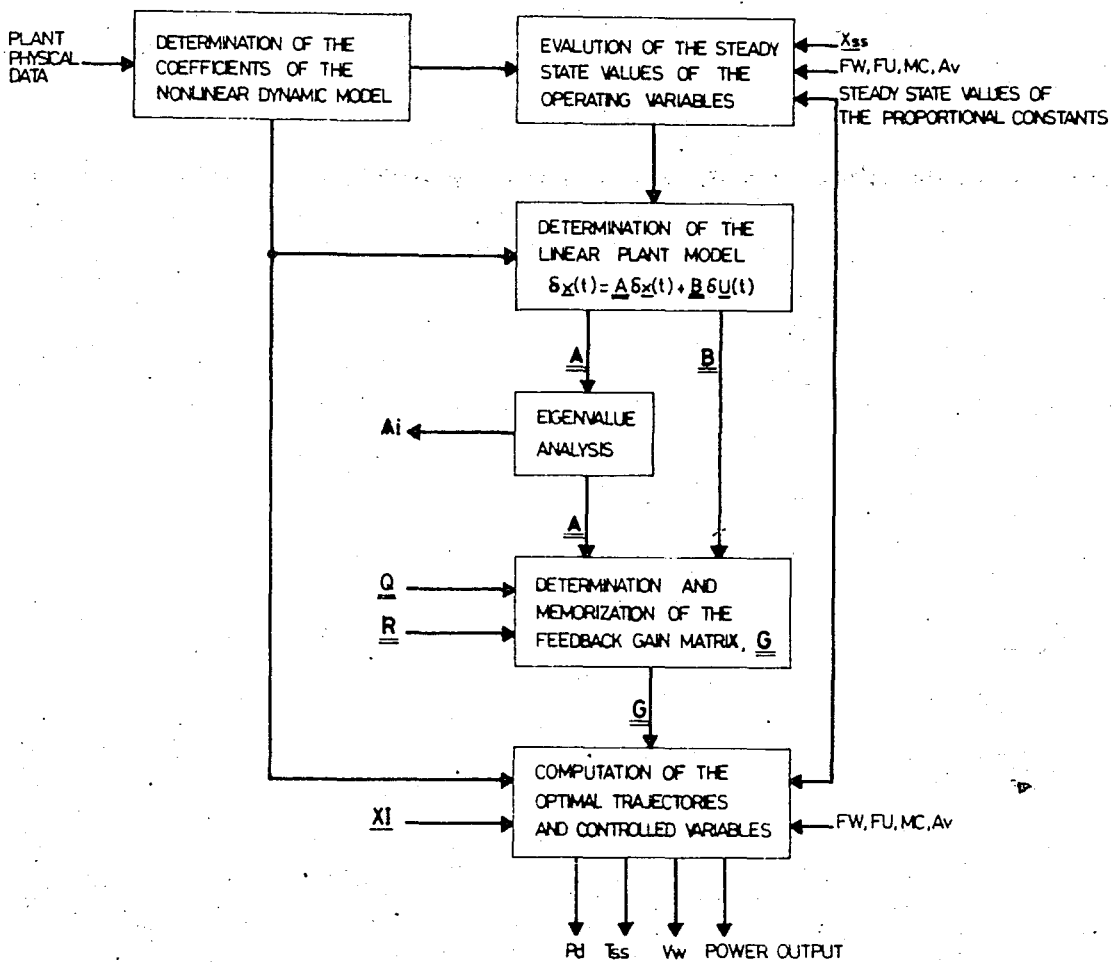 PLANT
PHYSICAL
DATA
DETERMINATION OF THE
COEFFICIENTS OF THE
NONLINEAR DYNAMIC MODEL
EVALUTION OF THE STEADY
STATE VALUES OF THE
OPERATING VARIABLES
Xss
FW, FU, MC, Av
STEADY STATE VALUES OF
THE PROPORTIONAL CONSTANTS
DETERMINATION OF THE
LINEAR PLANT MODEL
δx(t) = A δx(t) + B δU(t)
A
B
EIGENVALUE
ANALYSIS
Ai
A
Q
R
DETERMINATION AND
MEMORIZATION OF THE
FEEDBACK GAIN MATRIX, G
G
COMPUTATION OF THE
OPTIMAL TRAJECTORIES
AND CONTROLLED VARIABLES
XI
FW, FU, MC, Av
Pd Tss Vw POWER OUTPUT